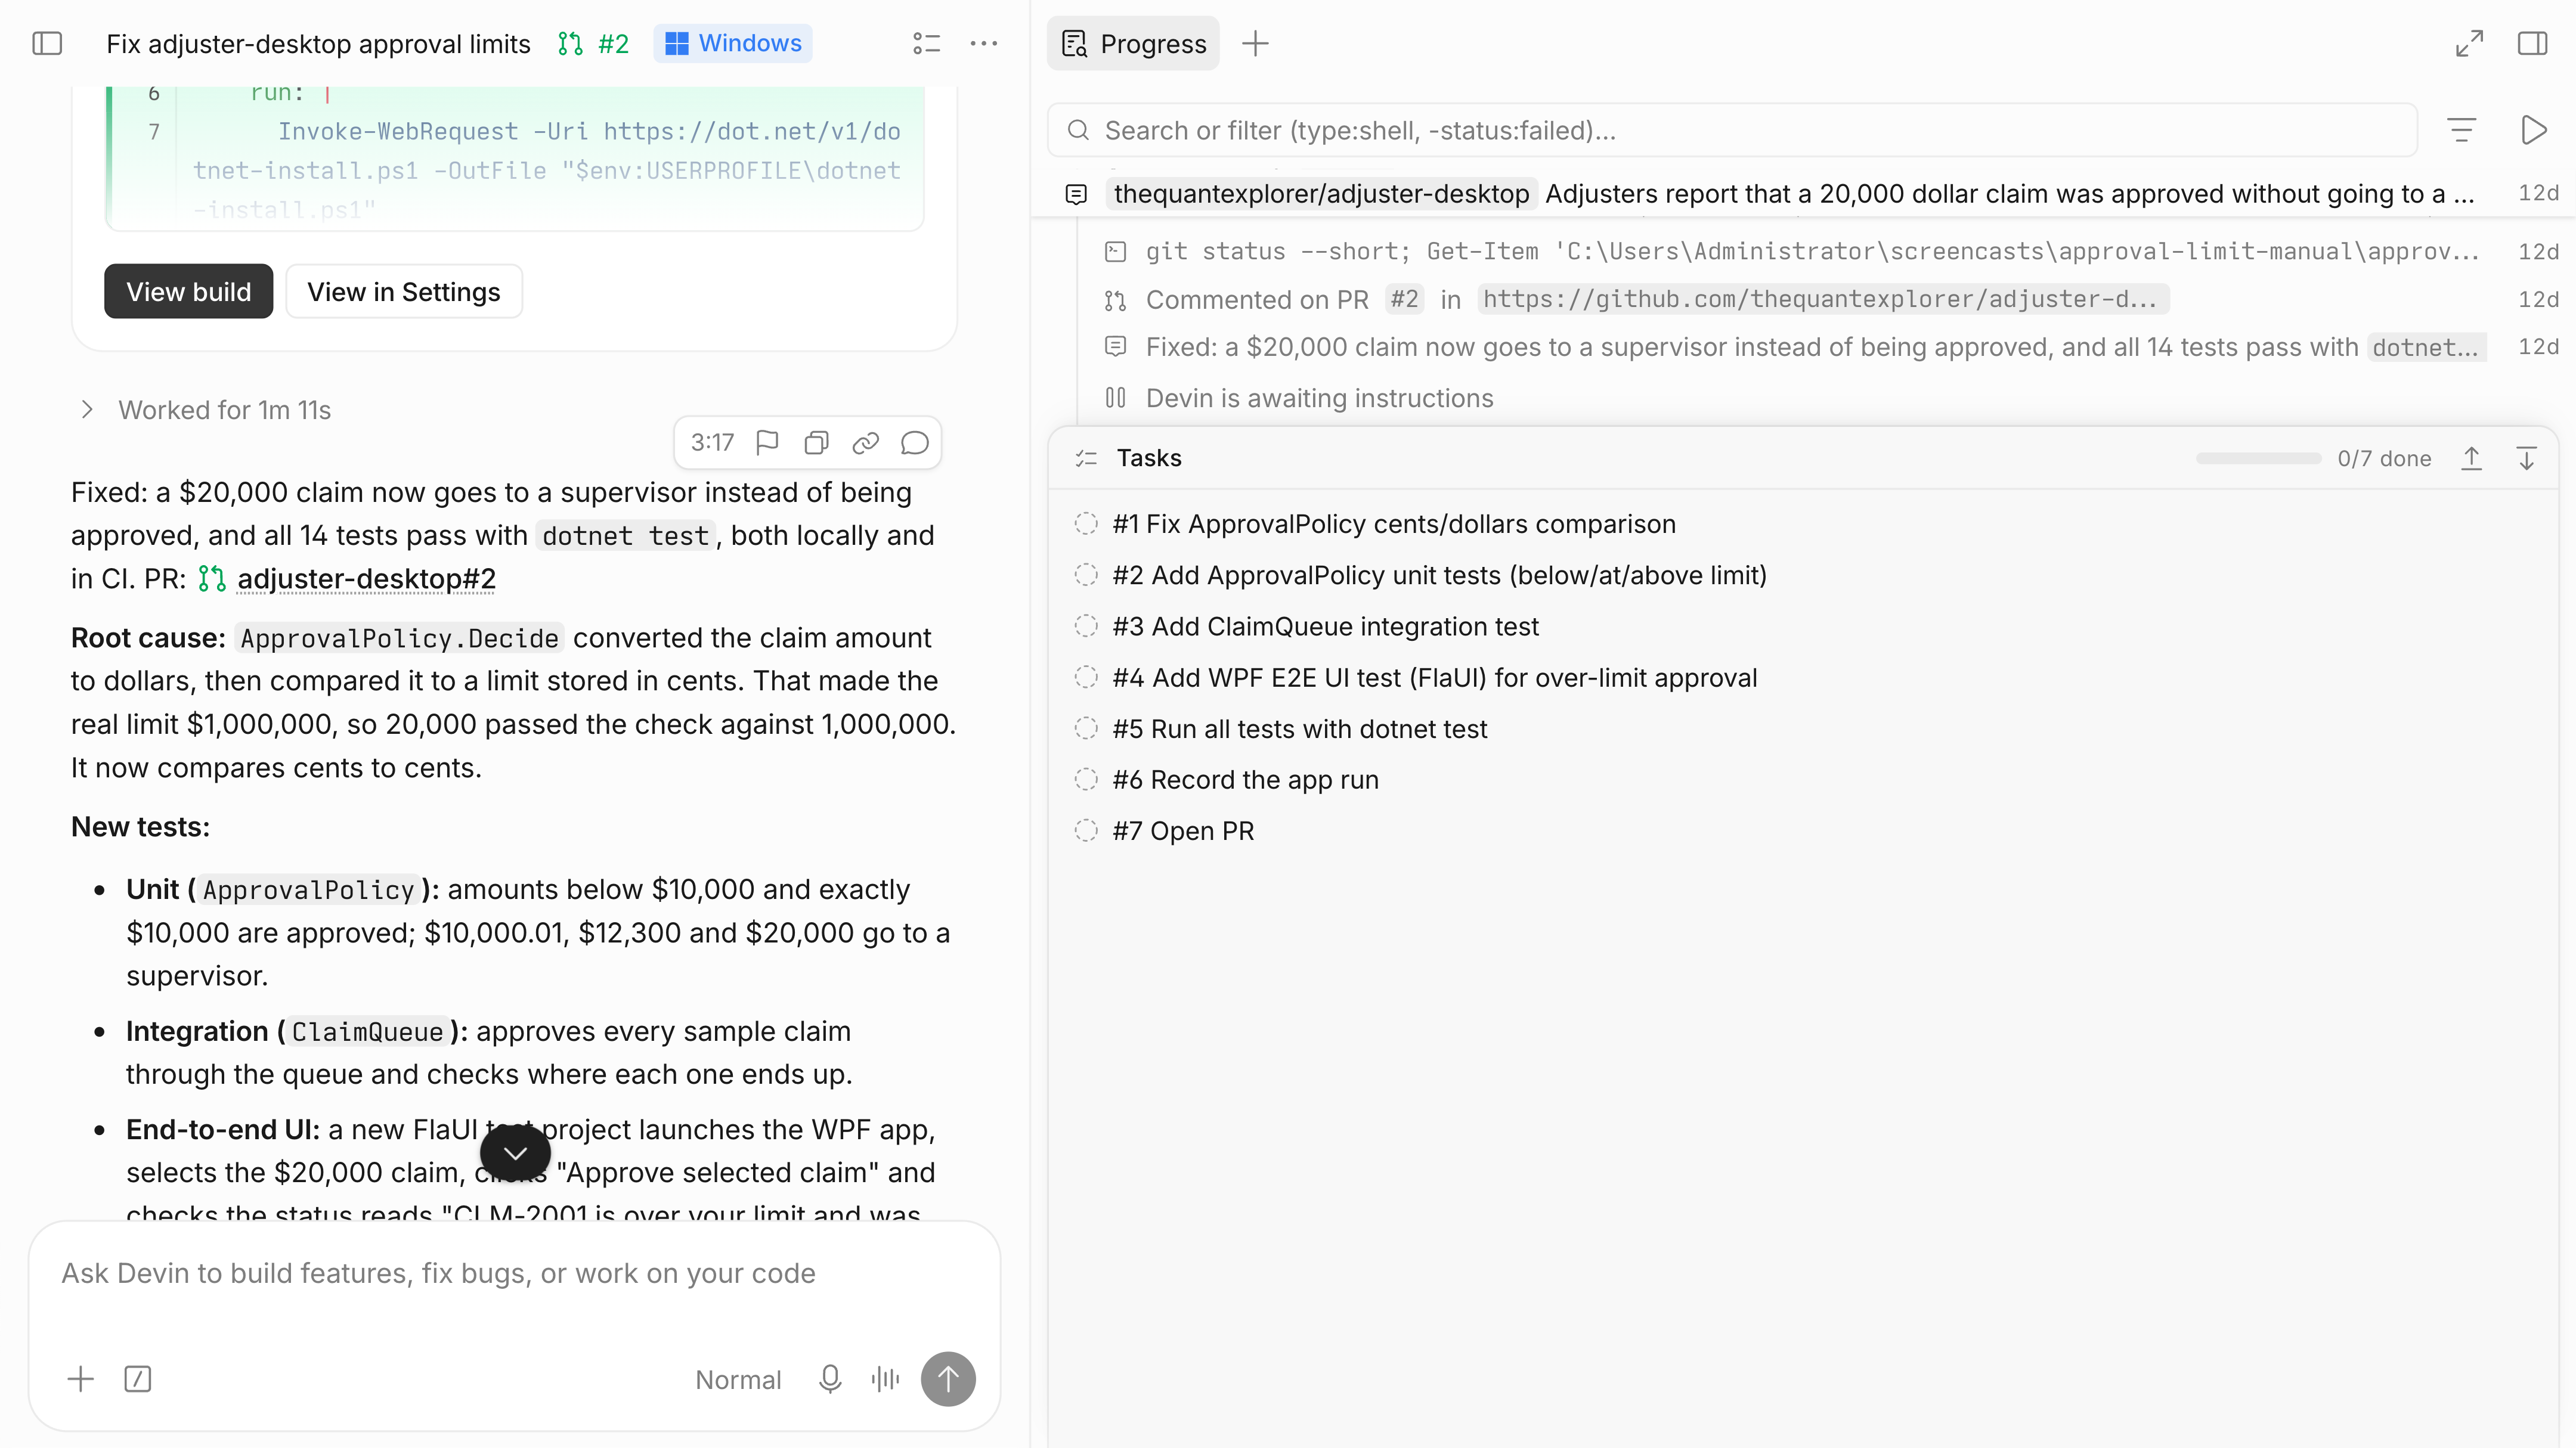 Fix adjuster-desktop approval limits #2 Windows
6 run: |
7 Invoke-WebRequest -Uri https://dot.net/v1/do
tnet-install.ps1 -OutFile "$env:USERPROFILE\dotnet
-install.ps1"
View build View in Settings
Worked for 1m 11s
3:17
Fixed: a $20,000 claim now goes to a supervisor instead of being
approved, and all 14 tests pass with dotnet test, both locally and
in CI. PR: adjuster-desktop#2
Root cause: ApprovalPolicy.Decide converted the claim amount
to dollars, then compared it to a limit stored in cents. That made the
real limit $1,000,000, so 20,000 passed the check against 1,000,000.
It now compares cents to cents.
New tests:
• Unit (ApprovalPolicy): amounts below $10,000 and exactly
$10,000 are approved; $10,000.01, $12,300 and $20,000 go to a
supervisor.
• Integration (ClaimQueue): approves every sample claim
through the queue and checks where each one ends up.
• End-to-end UI: a new FlaUI test project launches the WPF app,
selects the $20,000 claim, clicks "Approve selected claim" and
checks the status reads "CLM-2001 is over your limit and was
Ask Devin to build features, fix bugs, or work on your code
Normal
Progress
Search or filter (type:shell, -status:failed)...
thequantexplorer/adjuster-desktop Adjusters report that a 20,000 dollar claim was approved without going to a ... 12d
git status --short; Get-Item 'C:\Users\Administrator\screencasts\approval-limit-manual\approv... 12d
Commented on PR #2 in https://github.com/thequantexplorer/adjuster-d... 12d
Fixed: a $20,000 claim now goes to a supervisor instead of being approved, and all 14 tests pass with dotnet... 12d
Devin is awaiting instructions
Tasks 0/7 done
#1 Fix ApprovalPolicy cents/dollars comparison
#2 Add ApprovalPolicy unit tests (below/at/above limit)
#3 Add ClaimQueue integration test
#4 Add WPF E2E UI test (FlaUI) for over-limit approval
#5 Run all tests with dotnet test
#6 Record the app run
#7 Open PR